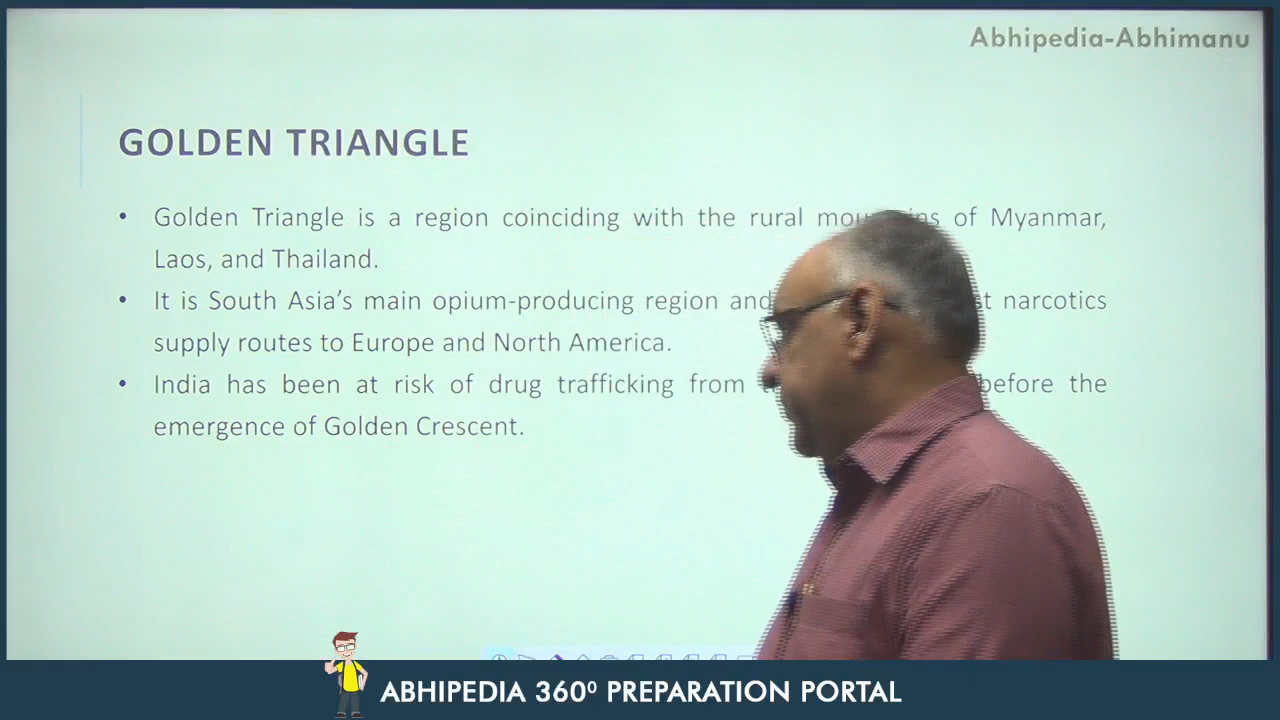 Abhipedia-Abhimanu
GOLDEN TRIANGLE
• Golden Triangle is a region coinciding with the rural of Myanmar,
Laos, and Thailand.
• It is South Asia's main opium-producing region and narcotics
supply routes to Europe and North America.
• India has been at risk of drug trafficking from before the
emergence of Golden Crescent.
ABHIPEDIA 360⁰ PREPARATION PORTAL